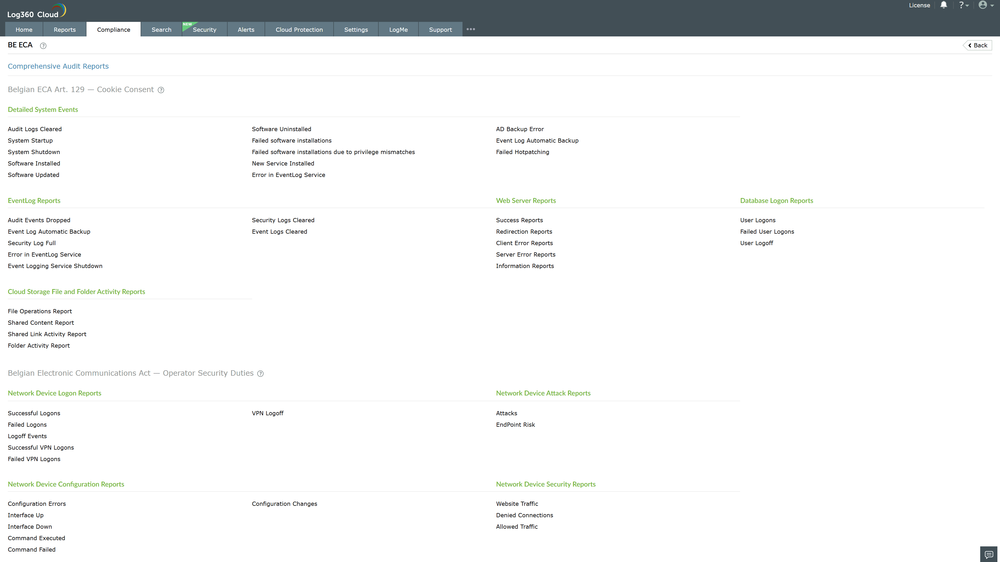 License
?
Log360 Cloud
Home
Reports
Compliance
Search
NEW
Security
Alerts
Cloud Protection
Settings
LogMe
Support
BE ECA ?
Back
Comprehensive Audit Reports
Belgian ECA Art. 129 — Cookie Consent ?
Detailed System Events
Audit Logs Cleared
System Startup
System Shutdown
Software Installed
Software Updated
Software Uninstalled
Failed software installations
Failed software installations due to privilege mismatches
New Service Installed
Error in EventLog Service
AD Backup Error
Event Log Automatic Backup
Failed Hotpatching
EventLog Reports
Audit Events Dropped
Event Log Automatic Backup
Security Log Full
Error in EventLog Service
Event Logging Service Shutdown
Security Logs Cleared
Event Logs Cleared
Web Server Reports
Success Reports
Redirection Reports
Client Error Reports
Server Error Reports
Information Reports
Database Logon Reports
User Logons
Failed User Logons
User Logoff
Cloud Storage File and Folder Activity Reports
File Operations Report
Shared Content Report
Shared Link Activity Report
Folder Activity Report
Belgian Electronic Communications Act — Operator Security Duties ?
Network Device Logon Reports
Successful Logons
Failed Logons
Logoff Events
Successful VPN Logons
Failed VPN Logons
VPN Logoff
Network Device Attack Reports
Attacks
EndPoint Risk
Network Device Configuration Reports
Configuration Errors
Interface Up
Interface Down
Command Executed
Command Failed
Configuration Changes
Network Device Security Reports
Website Traffic
Denied Connections
Allowed Traffic